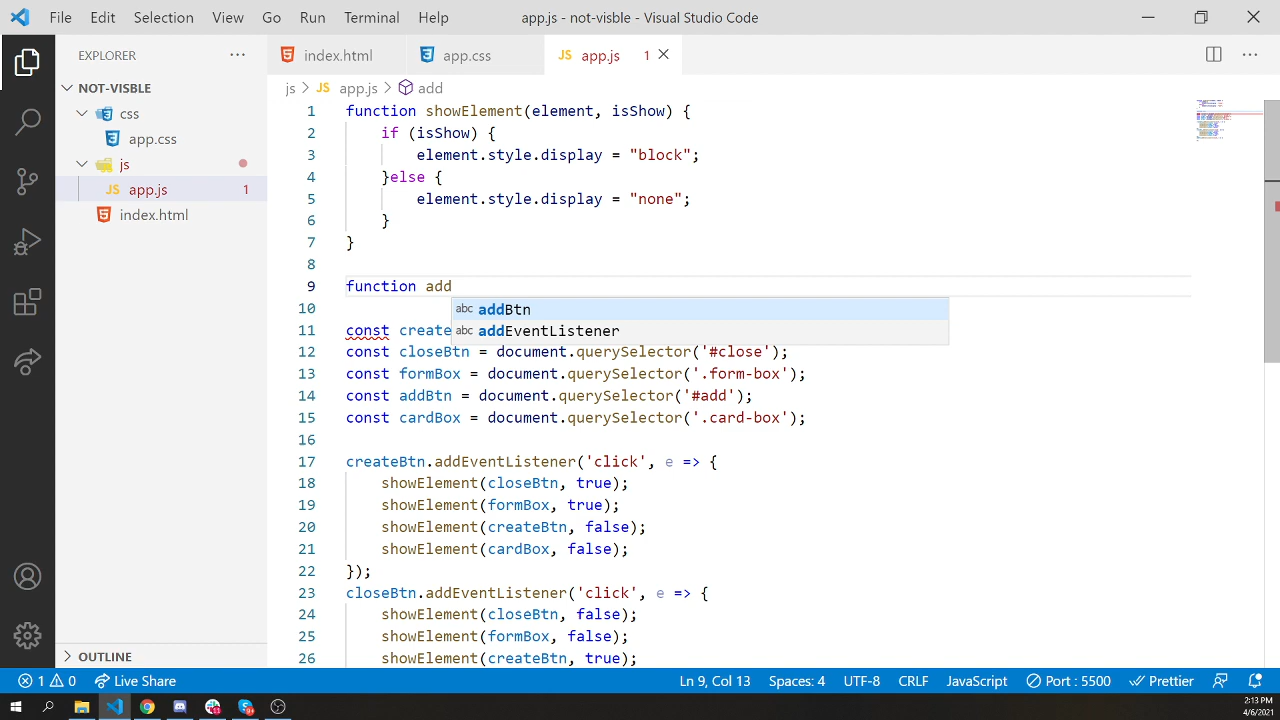 File Edit Selection View Go Run Terminal Help app.js - not-visble - Visual Studio Code
EXPLORER
index.html app.css JS app.js 1
NOT-VISBLE
js JS app.js add
css
app.css
js
JS app.js 1
index.html
1 function showElement(element, isShow) {
2 if (isShow) {
3 element.style.display = "block";
4 }else {
5 element.style.display = "none";
6 }
7 }
8
9 function add
10 abc addBtn
11 const create abc addEventListener
12 const closeBtn = document.querySelector('#close');
13 const formBox = document.querySelector('.form-box');
14 const addBtn = document.querySelector('#add');
15 const cardBox = document.querySelector('.card-box');
16
17 createBtn.addEventListener('click', e => {
18 showElement(closeBtn, true);
19 showElement(formBox, true);
20 showElement(createBtn, false);
21 showElement(cardBox, false);
22 });
23 closeBtn.addEventListener('click', e => {
24 showElement(closeBtn, false);
25 showElement(formBox, false);
26 showElement(createBtn, true);
OUTLINE
1 0 Live Share Ln 9, Col 13 Spaces: 4 UTF-8 CRLF JavaScript Port : 5500 Prettier
2:13 PM
4/6/2021